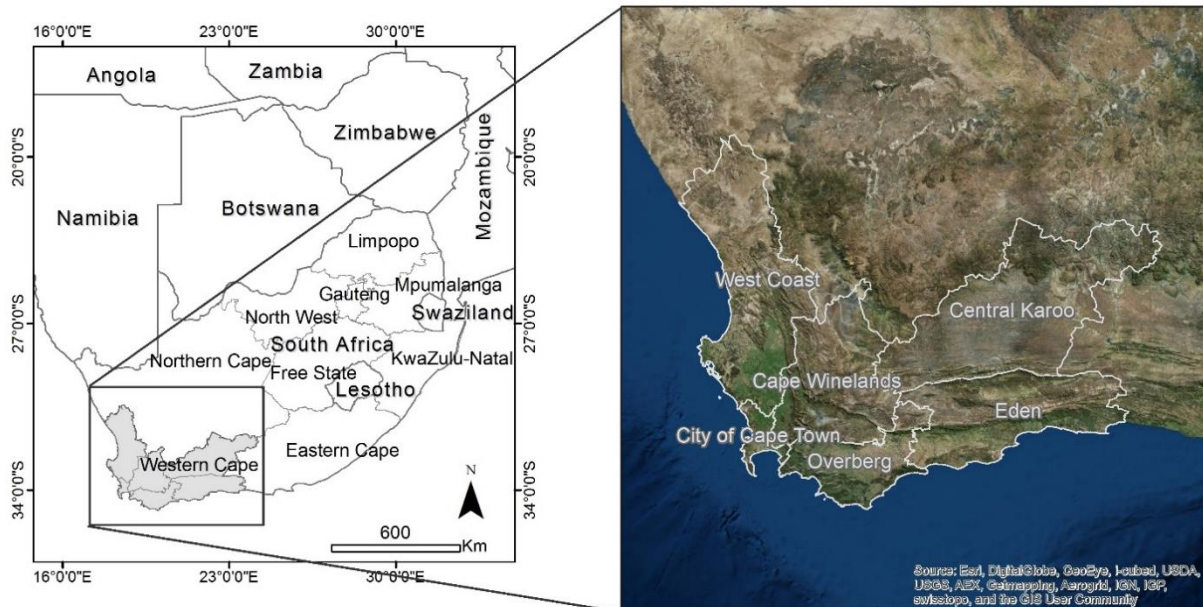 16°0'0"E
23°0'0"E
30°0'0"E
Angola
Zambia
Zimbabwe
Mozambique
20°0'0"S
20°0'0"S
Namibia
Botswana
Limpopo
Mpumalanga
Gauteng
Swaziland
North West
27°0'0"S
27°0'0"S
South Africa
Northern Cape
KwaZulu-Natal
Free State
Lesotho
Eastern Cape
Western Cape
N
34°0'0"S
34°0'0"S
600
Km
16°0'0"E
23°0'0"E
30°0'0"E
West Coast
Central Karoo
Cape Winelands
Eden
City of Cape Town
Overberg
Source: Esri, DigitalGlobe, GeoEye, i-cubed, USDA,
USGS, AEX, Getmapping, Aerogrid, IGN, IGP,
swisstopo, and the GIS User Community